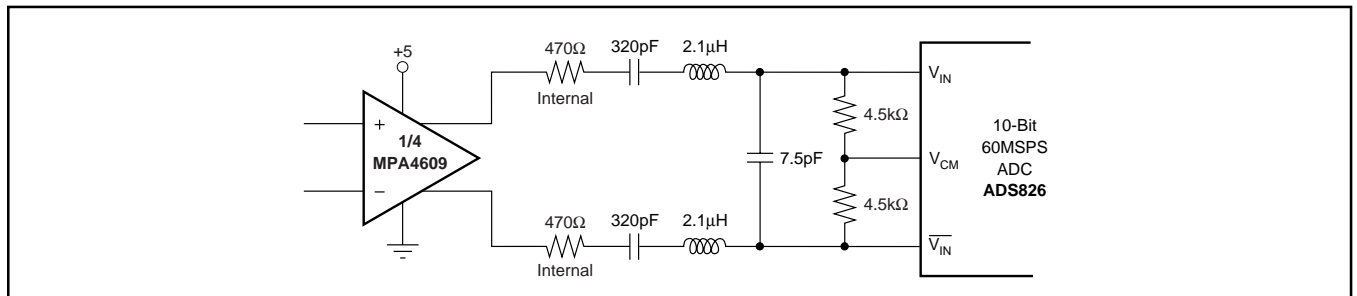 +5
470Ω
320pF
2.1µH
Internal
+
1/4
MPA4609
−
7.5pF
4.5kΩ
4.5kΩ
470Ω
320pF
2.1µH
Internal
V_IN
V_CM
V̅_I̅N̅
10-Bit
60MSPS
ADC
ADS826